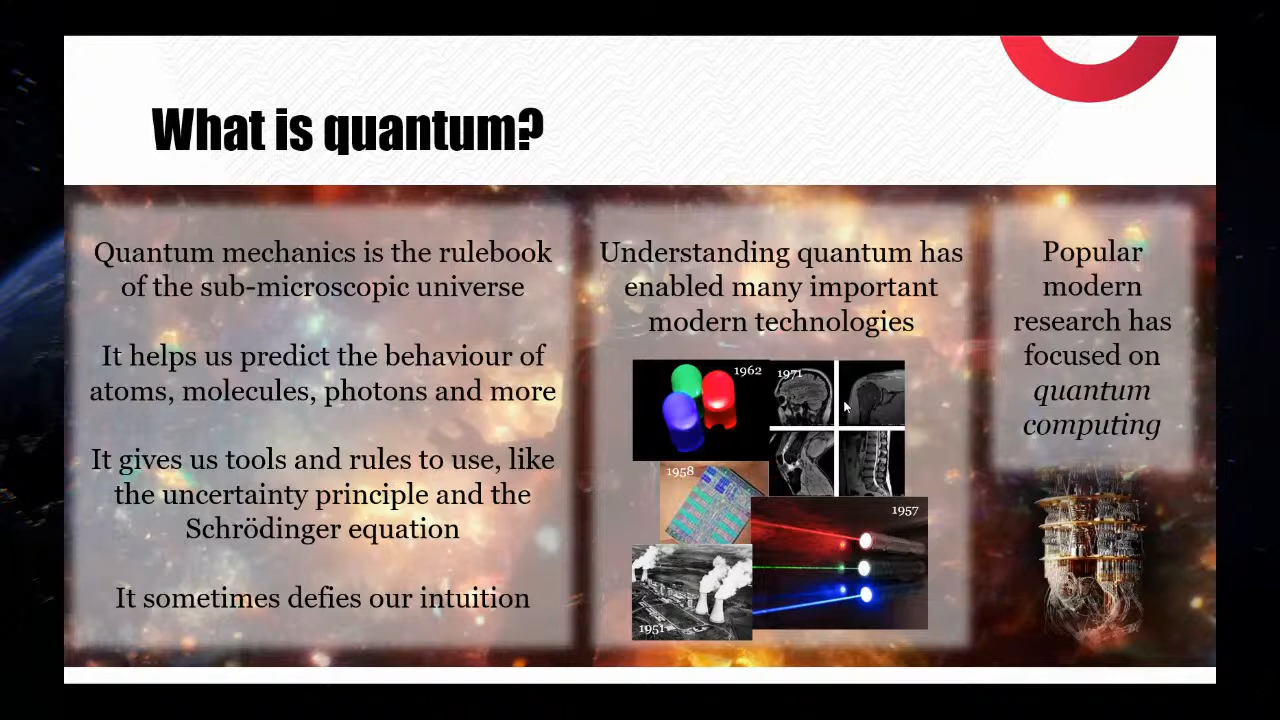 What is quantum?
Quantum mechanics is the rulebook
of the sub-microscopic universe
It helps us predict the behaviour of
atoms, molecules, photons and more
It gives us tools and rules to use, like
the uncertainty principle and the
Schrödinger equation
It sometimes defies our intuition
Understanding quantum has
enabled many important
modern technologies
1962
1971
1958
1957
1951
Popular
modern
research has
focused on
quantum
computing